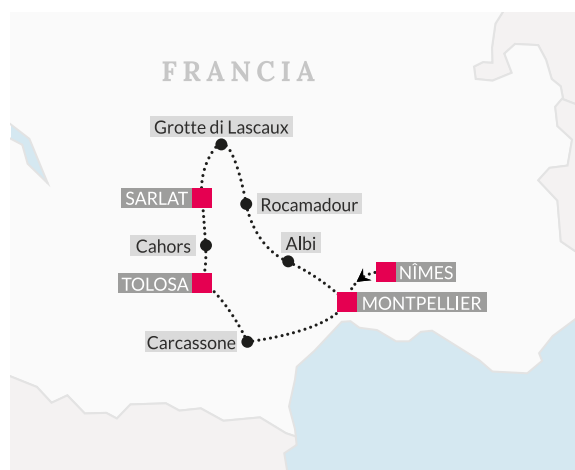 FRANCIA
Grotte di Lascaux
SARLAT
Rocamadour
Cahors
Albi
NÎMES
TOLOSA
MONTPELLIER
Carcassone